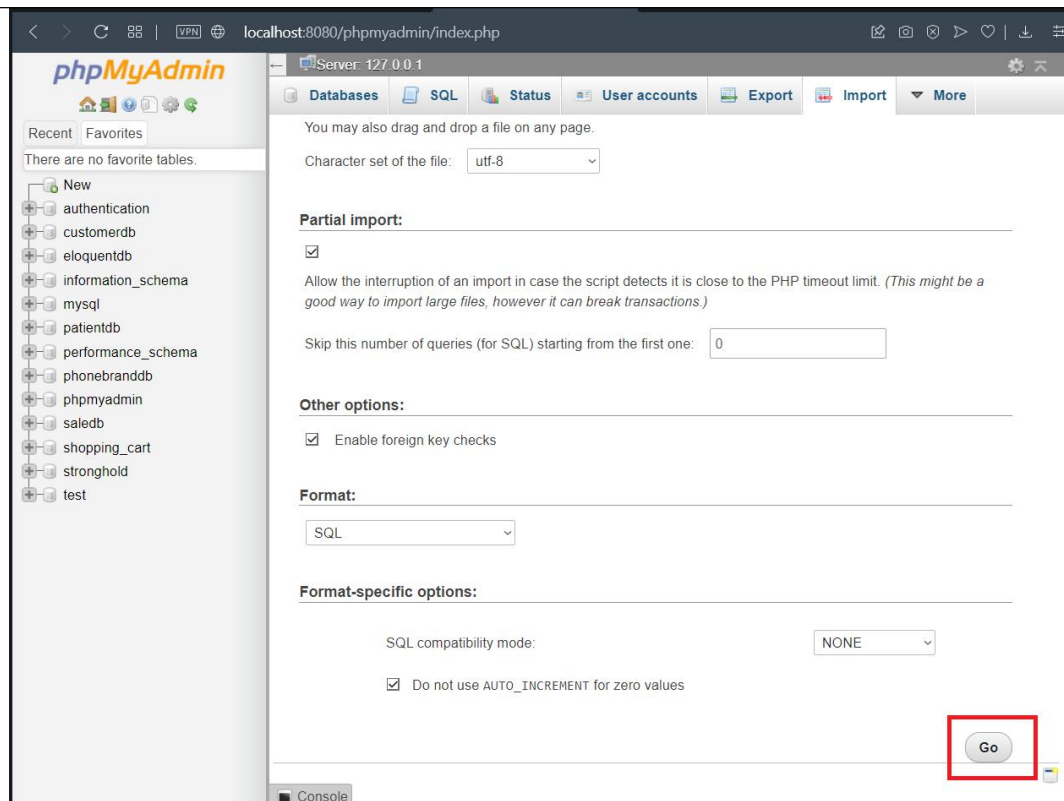 VPN
localhost:8080/phpmyadmin/index.php
phpMyAdmin
Recent Favorites
There are no favorite tables.
New
authentication
customerdb
eloquentdb
information_schema
mysql
patientdb
performance_schema
phonebranddb
phpmyadmin
saledb
shopping_cart
stronghold
test
Server: 127.0.0.1
Databases SQL Status User accounts Export Import More
You may also drag and drop a file on any page.
Character set of the file: utf-8
Partial import:
Allow the interruption of an import in case the script detects it is close to the PHP timeout limit. (This might be a
good way to import large files, however it can break transactions.)
Skip this number of queries (for SQL) starting from the first one: 0
Other options:
Enable foreign key checks
Format:
SQL
Format-specific options:
SQL compatibility mode: NONE
Do not use AUTO_INCREMENT for zero values
Go
Console